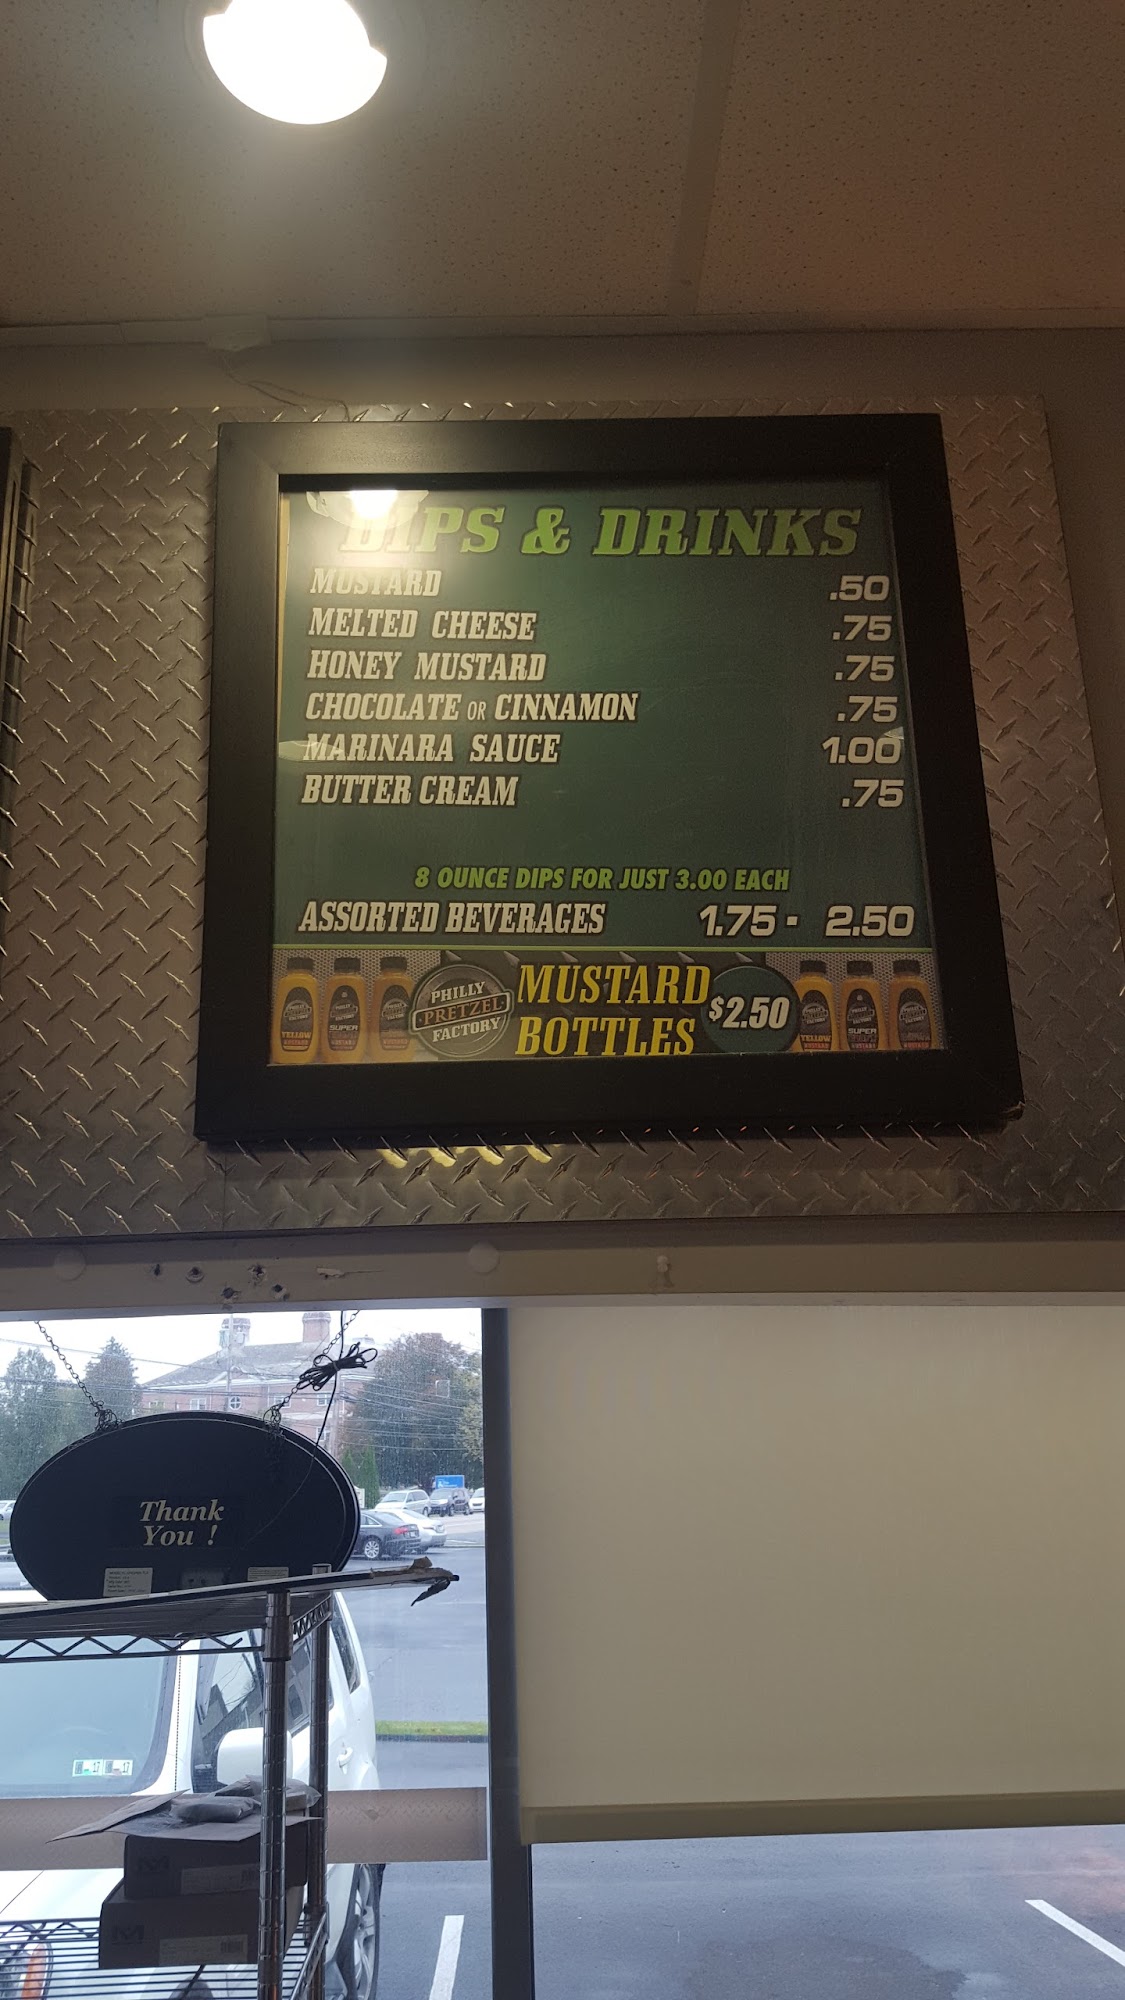 DIPS & DRINKS
MUSTARD .50
MELTED CHEESE .75
HONEY MUSTARD .75
CHOCOLATE OR CINNAMON .75
MARINARA SAUCE 1.00
BUTTER CREAM .75
8 OUNCE DIPS FOR JUST 3.00 EACH
ASSORTED BEVERAGES 1.75 - 2.50
YELLOW
SUPER
PHILLY
PRETZEL
FACTORY
MUSTARD
BOTTLES
$2.50
YELLOW
SUPER
Thank
You !